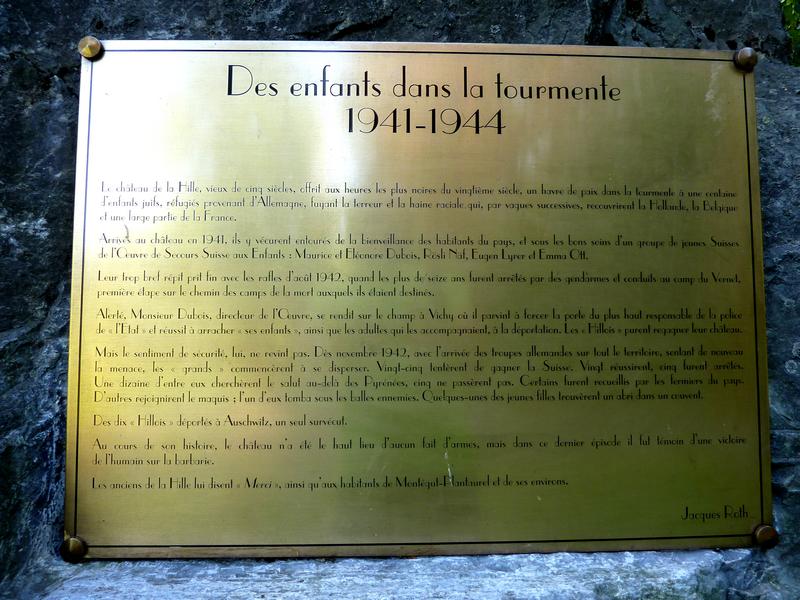 Des enfants dans la tourmente
1941-1944
Le château de la Hille, vieux de cinq siècles, offrit aux heures les plus noires du vingtième siècle, un havre de paix dans la tourmente à une centaine
d'enfants juifs, réfugiés provenant d'Allemagne, fuyant la terreur et la haine raciale qui, par vagues successives, recouvrirent la Hollande, la Belgique
et une large partie de la France.
Arrivés au château en 1941, ils y vécurent entourés de la bienveillance des habitants du pays, et sous les bons soins d'un groupe de jeunes Suisses
de l'Œuvre de Secours Suisse aux Enfants : Maurice et Eléonore Dubois, Rösli Näf, Eugen Lyrer et Emma Ott.
Leur trop bref répit prit fin avec les rafles d'août 1942, quand les plus de seize ans furent arrêtés par des gendarmes et conduits au camp du Vernet,
première étape sur le chemin des camps de la mort auxquels ils étaient destinés.
Alerté, Monsieur Dubois, directeur de l'Œuvre, se rendit sur le champ à Vichy où il parvint à forcer la porte du plus haut responsable de la police
de « l'Etat » et réussit à arracher « ses enfants », ainsi que les adultes qui les accompagnaient, à la déportation. Les « Hillois » purent regagner leur château.
Mais le sentiment de sécurité, lui, ne revint pas. Dès novembre 1942, avec l'arrivée des troupes allemandes sur tout le territoire, sentant de nouveau
la menace, les « grands » commencèrent à se disperser. Vingt-cinq tentèrent de gagner la Suisse. Vingt réussirent, cinq furent arrêtés.
Une dizaine d'entre eux cherchèrent le salut au-delà des Pyrénées, cinq ne passèrent pas. Certains furent recueillis par les fermiers du pays.
D'autres rejoignirent le maquis ; l'un d'eux tomba sous les balles ennemies. Quelques-unes des jeunes filles trouvèrent un abri dans un couvent.
Des dix « Hillois » déportés à Auschwitz, un seul survécut.
Au cours de son histoire, le château n'a été le haut lieu d'aucun fait d'armes, mais dans ce dernier épisode il fut témoin d'une victoire
de l'humain sur la barbarie.
Les anciens de la Hille lui disent « Merci », ainsi qu'aux habitants de Montégut-Plantaurel et de ses environs.
Jacques Roth